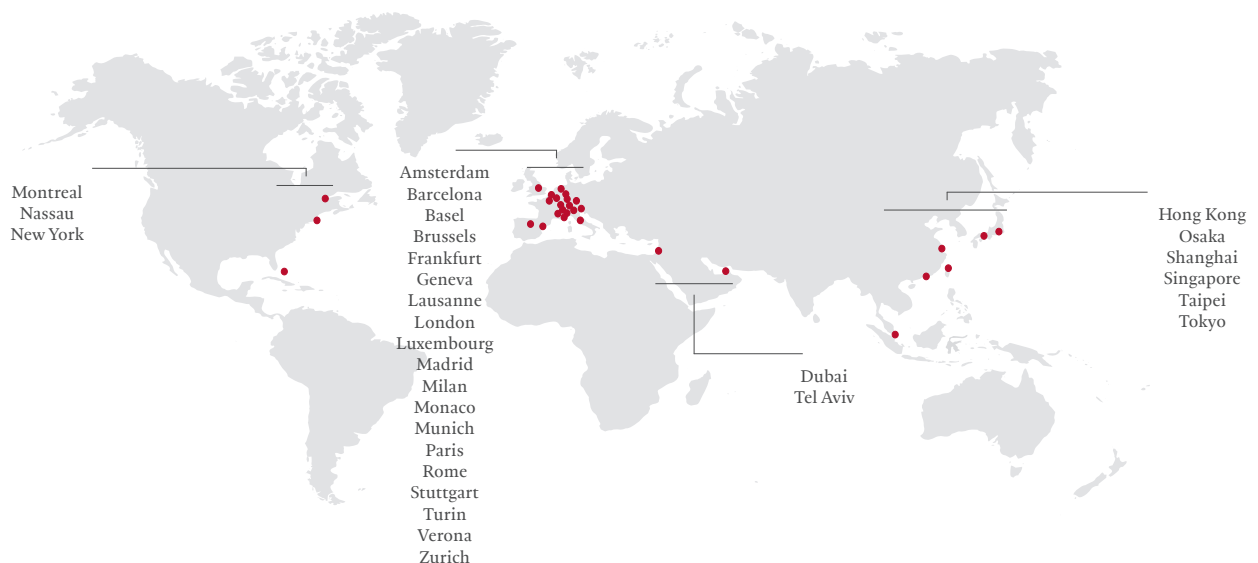 Montreal
Nassau
New York
Amsterdam
Barcelona
Basel
Brussels
Frankfurt
Geneva
Lausanne
London
Luxembourg
Madrid
Milan
Monaco
Munich
Paris
Rome
Stuttgart
Turin
Verona
Zurich
Dubai
Tel Aviv
Hong Kong
Osaka
Shanghai
Singapore
Taipei
Tokyo